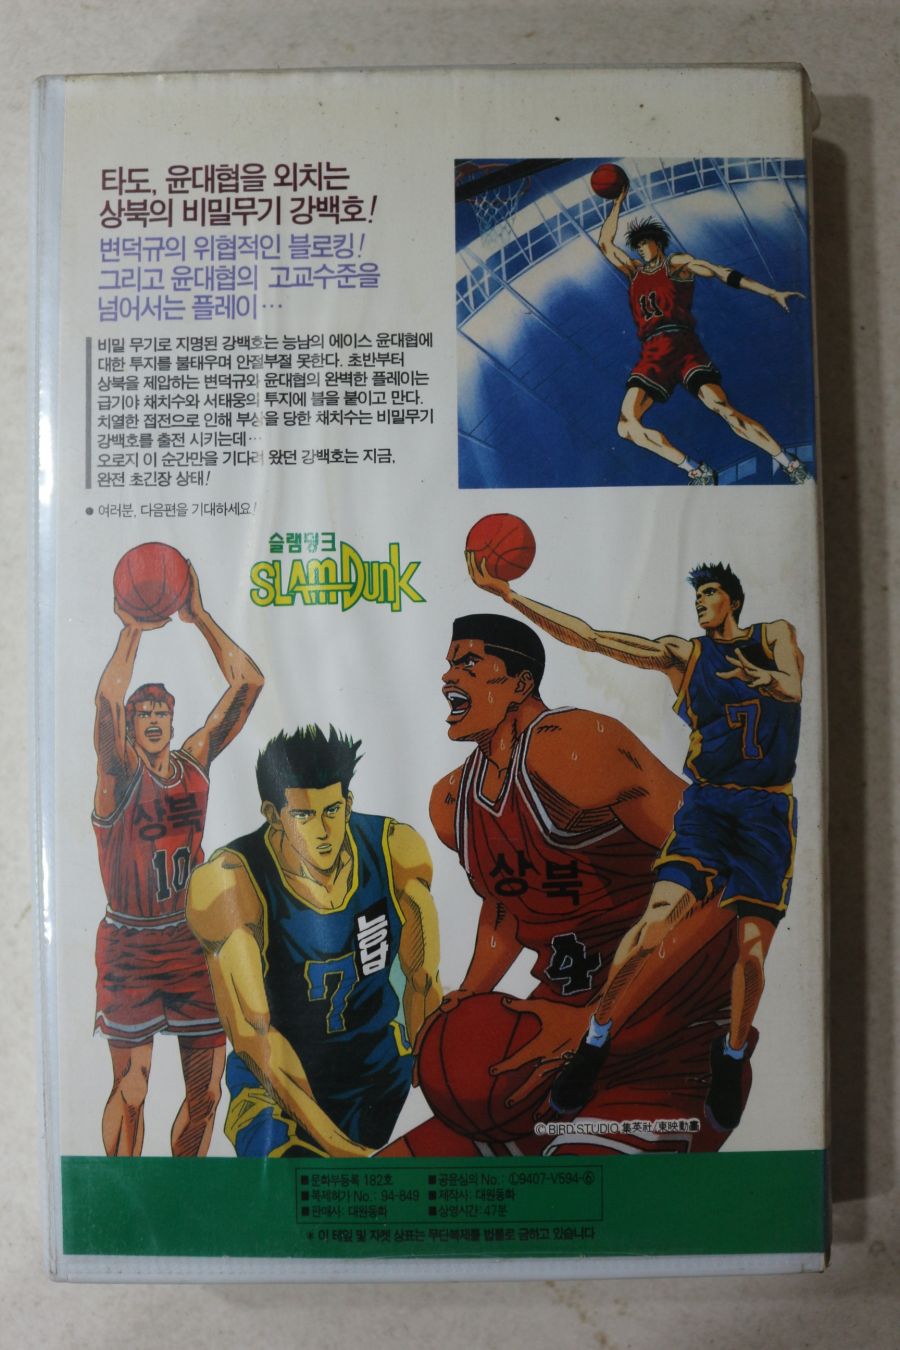 타도, 윤대협을 외치는
상북의 비밀무기 강백호!
변덕규의 위협적인 블로킹!
그리고 윤대협의 고교수준을
넘어서는 플레이…
비밀 무기로 지명된 강백호는 능남의 에이스 윤대협에
대한 투지를 불태우며 안절부절 못한다. 초반부터
상북을 제압하는 변덕규와 윤대협의 완벽한 플레이는
급기야 채치수와 서태웅의 투지에 불을 붙이고 만다.
치열한 접전으로 인해 부상을 당한 채치수는 비밀무기
강백호를 출전 시키는데…
오로지 이 순간만을 기다려 왔던 강백호는 지금,
완전 초긴장 상태!
● 여러분, 다음편을 기대하세요!
11
슬램덩크
SLAM DUNK
상북
10
능남
7
상북
4
7
©BIRD STUDIO, 集英社/東映動畫
■문화부등록 182호 ■공윤심의 No.: Ⓛ9407-V594-⑥
■복제허가 No.: 94-849 ■제작사: 대원동화
■판매사: 대원동화 ■상영시간: 47분
※ 이 테잎 및 자켓 상표는 무단복제를 법률로 금하고 있습니다